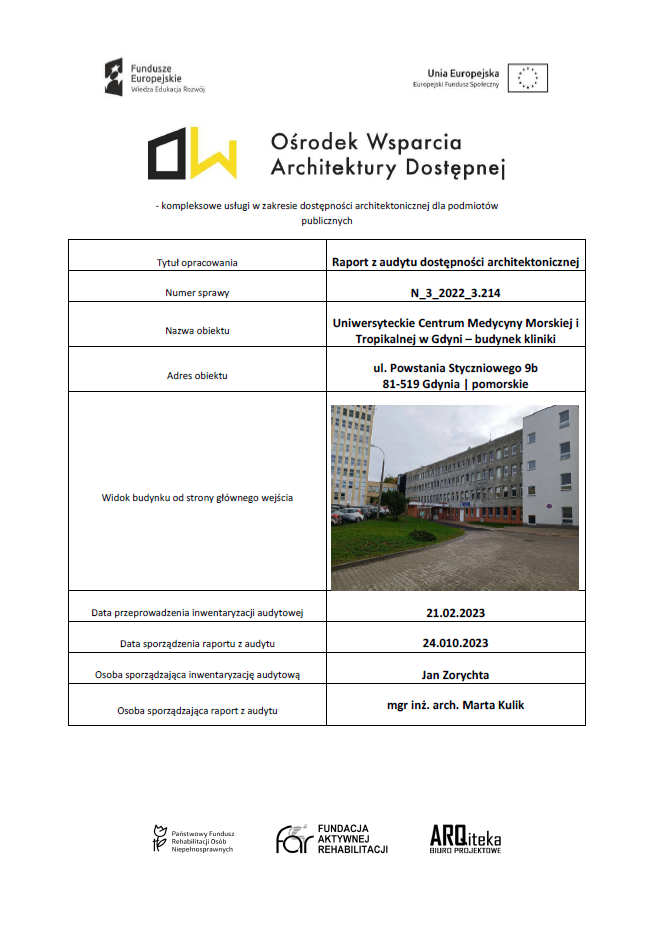 Fundusze
Europejskie
Wiedza Edukacja Rozwój
Unia Europejska
Europejski Fundusz Społeczny
Ośrodek Wsparcia
Architektury Dostępnej
- kompleksowe usługi w zakresie dostępności architektonicznej dla podmiotów
publicznych
Tytuł opracowania
Raport z audytu dostępności architektonicznej
Numer sprawy
N_3_2022_3.214
Nazwa obiektu
Uniwersyteckie Centrum Medycyny Morskiej i
Tropikalnej w Gdyni – budynek kliniki
Adres obiektu
ul. Powstania Styczniowego 9b
81-519 Gdynia | pomorskie
Widok budynku od strony głównego wejścia
Data przeprowadzenia inwentaryzacji audytowej
21.02.2023
Data sporządzenia raportu z audytu
24.010.2023
Osoba sporządzająca inwentaryzację audytową
Jan Zorychta
Osoba sporządzająca raport z audytu
mgr inż. arch. Marta Kulik
Państwowy Fundusz
Rehabilitacji Osób
Niepełnosprawnych
far
FUNDACJA
AKTYWNEJ
REHABILITACJI
ARQiteka
BIURO PROJEKTOWE